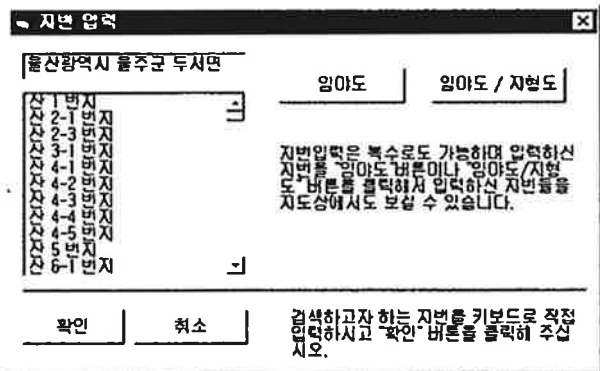 지번 입력
울산광역시 울주군 두서면
산 1 번지
산 2-1 번지
산 2-3 번지
산 3-1 번지
산 4-1 번지
산 4-2 번지
산 4-3 번지
산 4-4 번지
산 4-5 번지
산 5 번지
산 6-1 번지
임야도
임야도 / 지형도
지번입력은 복수로도 가능하며 입력하신
지번를 "임야도"버튼이나 "임야도/지형
도" 버튼를 클릭해서 입력하신 지번들을
지도상에서도 보실 수 있습니다.
확인
취소
검색하고자 하는 지번를 키보드로 직접
입력하시고 "확인" 버튼을 클릭해 주십
시오.